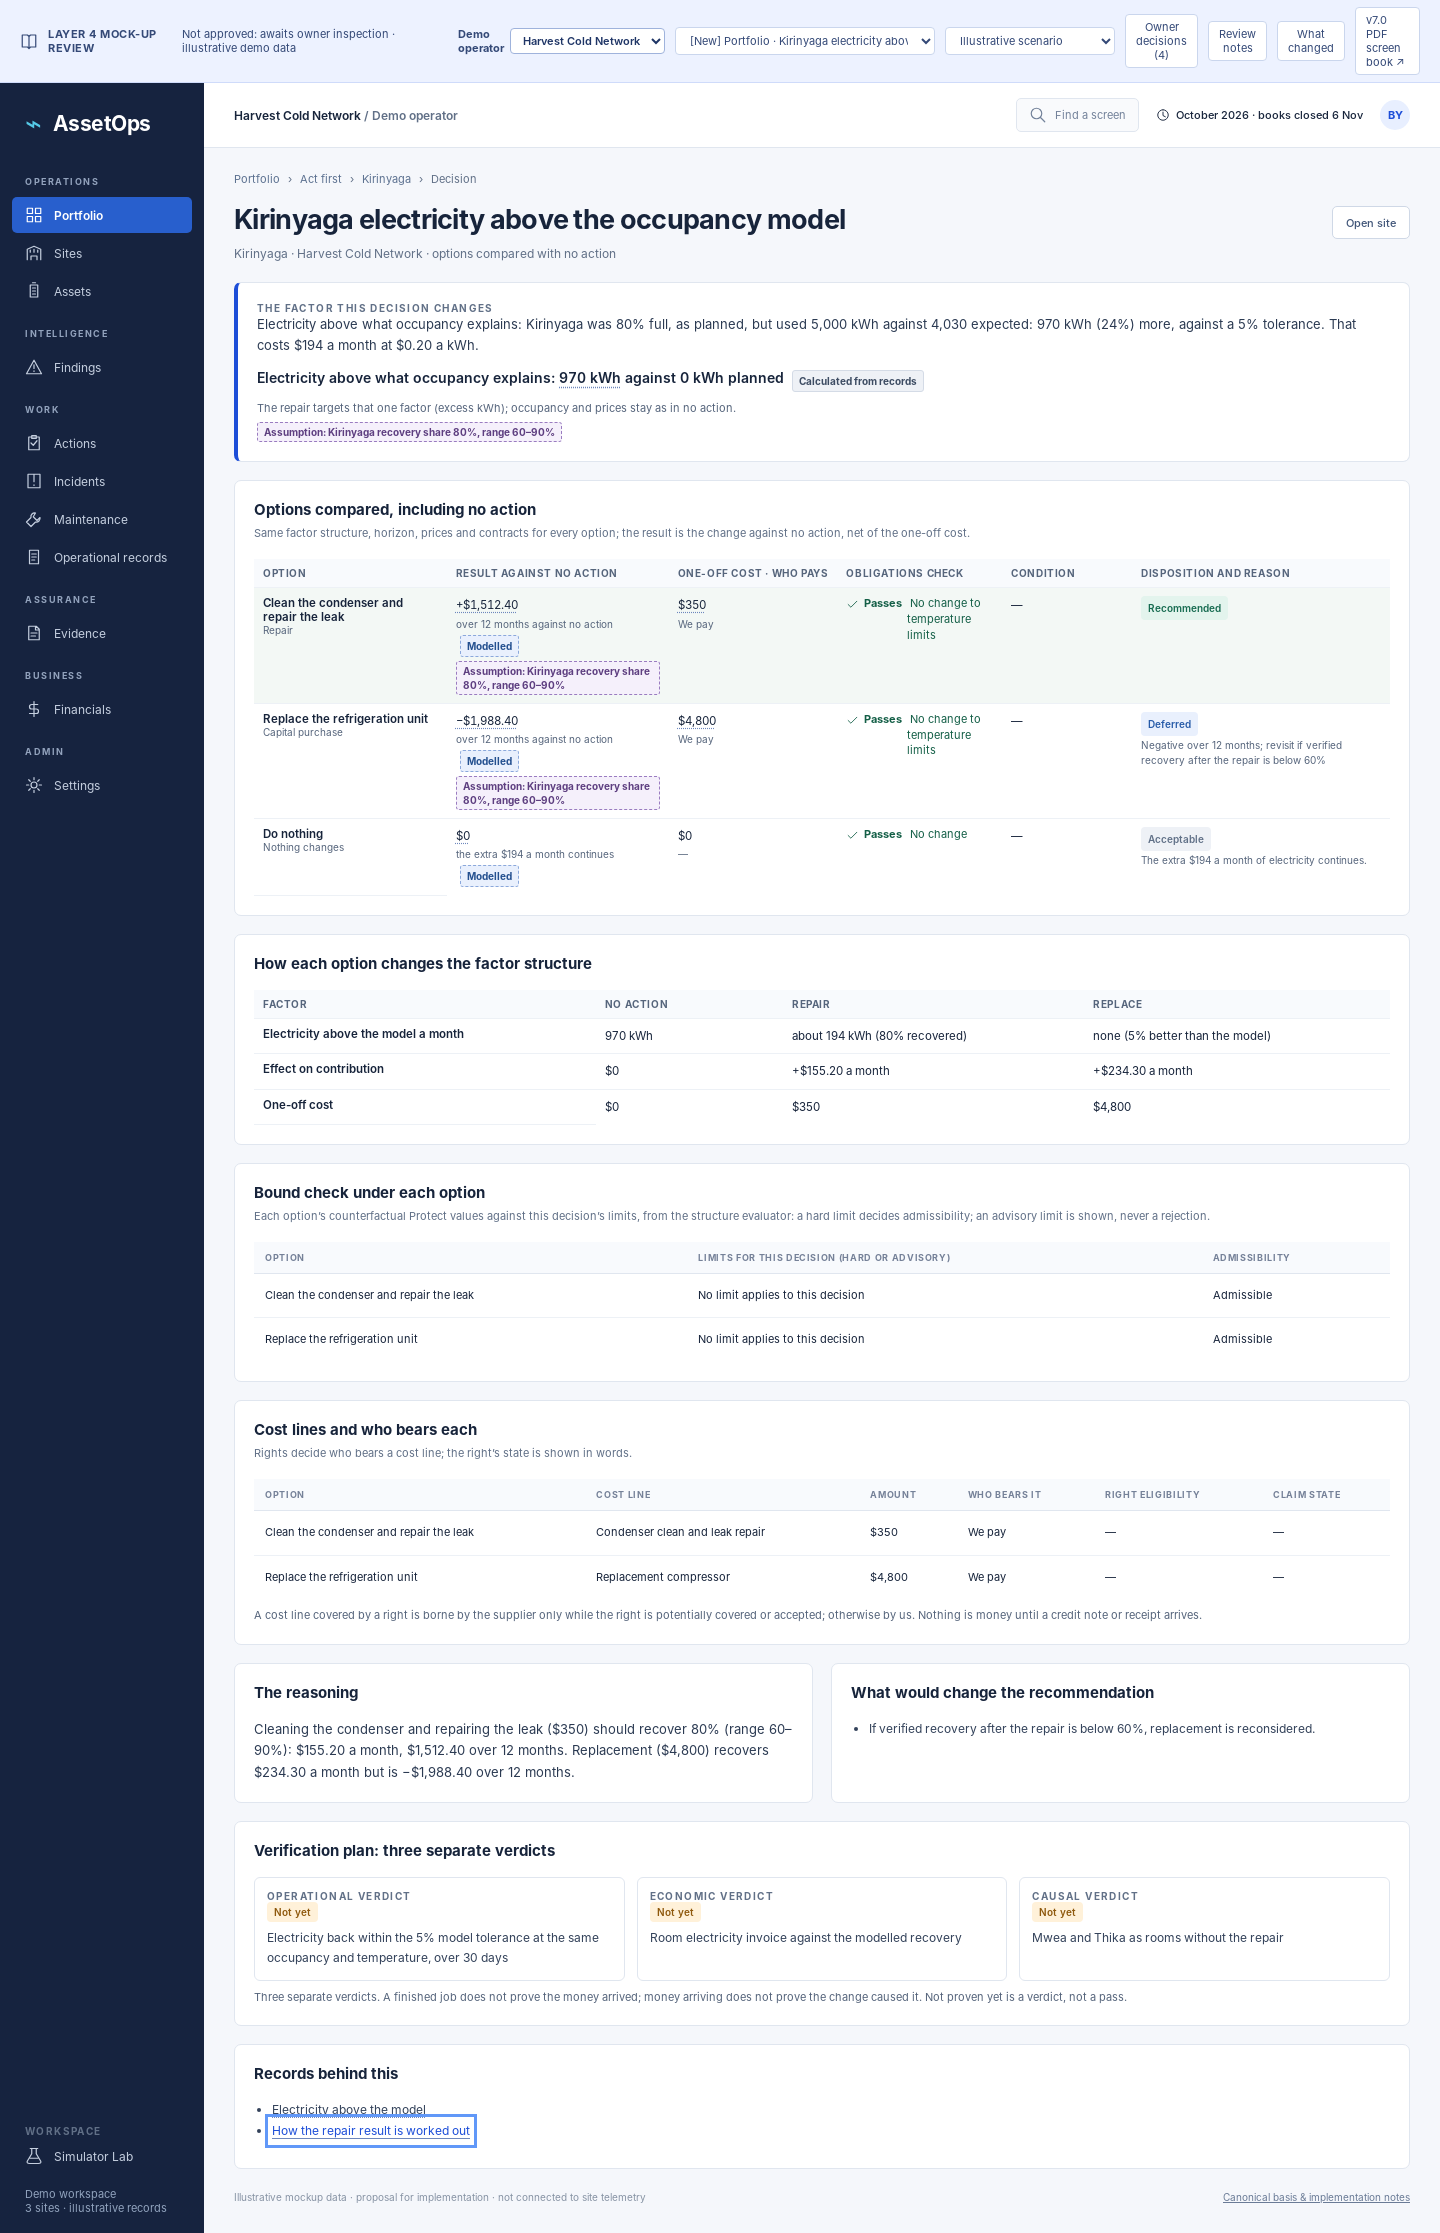 LAYER 4 MOCK-UP REVIEW
Not approved: awaits owner inspection · illustrative demo data
Demo operator
Harvest Cold Network
[New] Portfolio · Kirinyaga electricity abov
Illustrative scenario
Owner decisions (4)
Review notes
What changed
v7.0 PDF screen book ↗
AssetOps
OPERATIONS
Portfolio
Sites
Assets
INTELLIGENCE
Findings
WORK
Actions
Incidents
Maintenance
Operational records
ASSURANCE
Evidence
BUSINESS
Financials
ADMIN
Settings
WORKSPACE
Simulator Lab
Demo workspace
3 sites · illustrative records
Harvest Cold Network / Demo operator
Find a screen
October 2026 · books closed 6 Nov
BY
Portfolio › Act first › Kirinyaga › Decision
Kirinyaga electricity above the occupancy model
Open site
Kirinyaga · Harvest Cold Network · options compared with no action
THE FACTOR THIS DECISION CHANGES
Electricity above what occupancy explains: Kirinyaga was 80% full, as planned, but used 5,000 kWh against 4,030 expected: 970 kWh (24%) more, against a 5% tolerance. That
costs $194 a month at $0.20 a kWh.
Electricity above what occupancy explains: 970 kWh against 0 kWh planned Calculated from records
The repair targets that one factor (excess kWh); occupancy and prices stay as in no action.
Assumption: Kirinyaga recovery share 80%, range 60–90%
Options compared, including no action
Same factor structure, horizon, prices and contracts for every option; the result is the change against no action, net of the one-off cost.
OPTION RESULT AGAINST NO ACTION ONE-OFF COST · WHO PAYS OBLIGATIONS CHECK CONDITION DISPOSITION AND REASON
Clean the condenser and
repair the leak
Repair
+$1,512.40
over 12 months against no action
Modelled
Assumption: Kirinyaga recovery share
80%, range 60–90%
$350
We pay
Passes No change to
temperature
limits
—
Recommended
Replace the refrigeration unit
Capital purchase
−$1,988.40
over 12 months against no action
Modelled
Assumption: Kirinyaga recovery share
80%, range 60–90%
$4,800
We pay
Passes No change to
temperature
limits
—
Deferred
Negative over 12 months; revisit if verified
recovery after the repair is below 60%
Do nothing
Nothing changes
$0
the extra $194 a month continues
Modelled
$0
—
Passes No change
—
Acceptable
The extra $194 a month of electricity continues.
How each option changes the factor structure
FACTOR NO ACTION REPAIR REPLACE
Electricity above the model a month 970 kWh about 194 kWh (80% recovered) none (5% better than the model)
Effect on contribution $0 +$155.20 a month +$234.30 a month
One-off cost $0 $350 $4,800
Bound check under each option
Each option's counterfactual Protect values against this decision's limits, from the structure evaluator: a hard limit decides admissibility; an advisory limit is shown, never a rejection.
OPTION LIMITS FOR THIS DECISION (HARD OR ADVISORY) ADMISSIBILITY
Clean the condenser and repair the leak No limit applies to this decision Admissible
Replace the refrigeration unit No limit applies to this decision Admissible
Cost lines and who bears each
Rights decide who bears a cost line; the right's state is shown in words.
OPTION COST LINE AMOUNT WHO BEARS IT RIGHT ELIGIBILITY CLAIM STATE
Clean the condenser and repair the leak Condenser clean and leak repair $350 We pay — —
Replace the refrigeration unit Replacement compressor $4,800 We pay — —
A cost line covered by a right is borne by the supplier only while the right is potentially covered or accepted; otherwise by us. Nothing is money until a credit note or receipt arrives.
The reasoning
Cleaning the condenser and repairing the leak ($350) should recover 80% (range 60–
90%): $155.20 a month, $1,512.40 over 12 months. Replacement ($4,800) recovers
$234.30 a month but is −$1,988.40 over 12 months.
What would change the recommendation
• If verified recovery after the repair is below 60%, replacement is reconsidered.
Verification plan: three separate verdicts
OPERATIONAL VERDICT
Not yet
Electricity back within the 5% model tolerance at the same
occupancy and temperature, over 30 days
ECONOMIC VERDICT
Not yet
Room electricity invoice against the modelled recovery
CAUSAL VERDICT
Not yet
Mwea and Thika as rooms without the repair
Three separate verdicts. A finished job does not prove the money arrived; money arriving does not prove the change caused it. Not proven yet is a verdict, not a pass.
Records behind this
• Electricity above the model
• How the repair result is worked out
Illustrative mockup data · proposal for implementation · not connected to site telemetry
Canonical basis & implementation notes